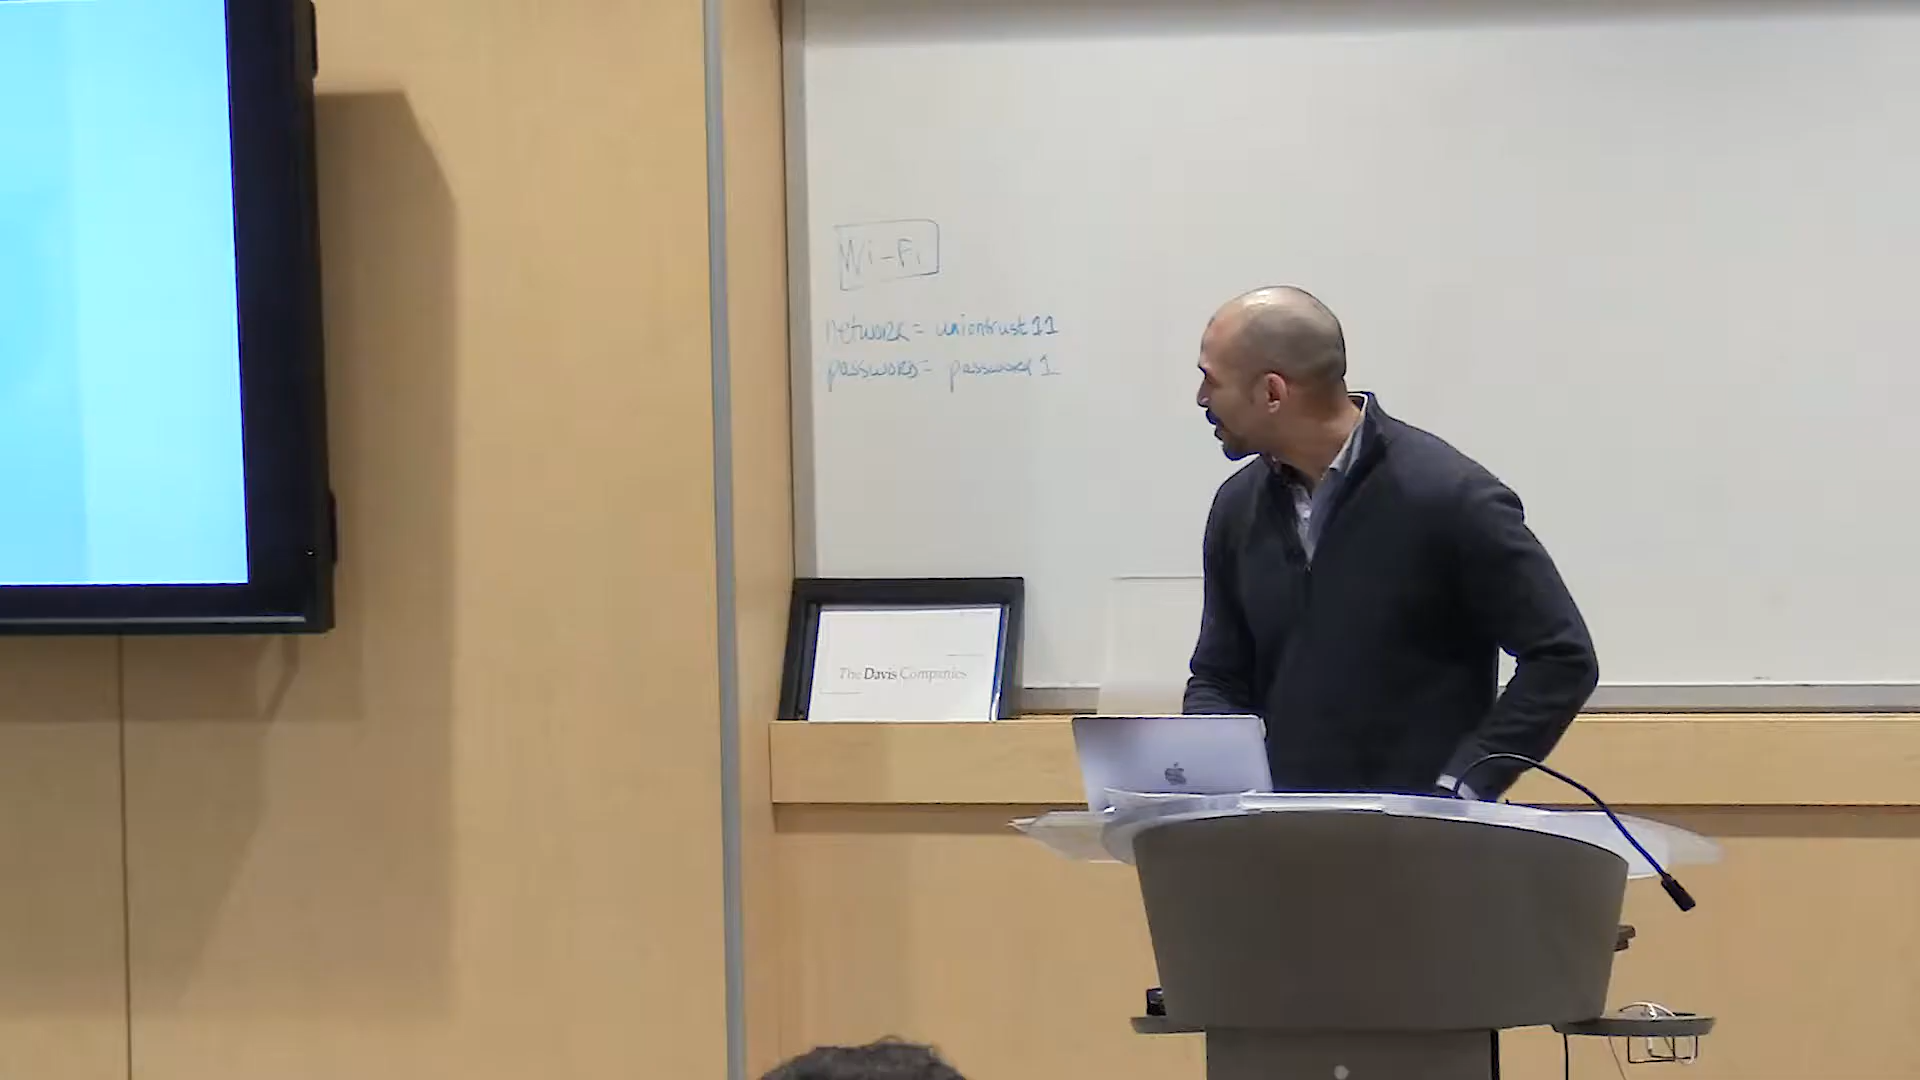 Wi-Fi
network = uniontrust11
password = password1
The Davis Companies